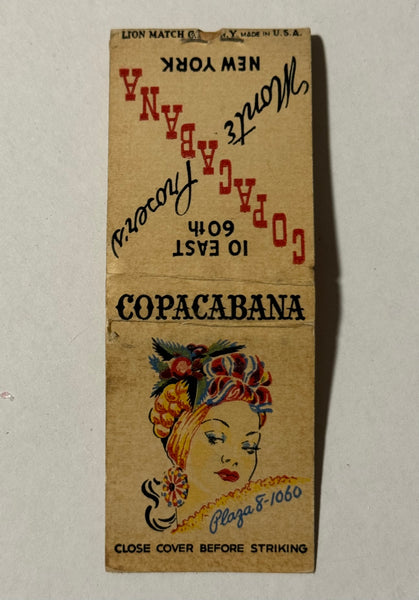 LION MATCH C Y MADE IN U.S.A.
NEW YORK
Monte
COPACABANA
Proser's
10 EAST
60th
COPACABANA
Plaza 8-1060
CLOSE COVER BEFORE STRIKING